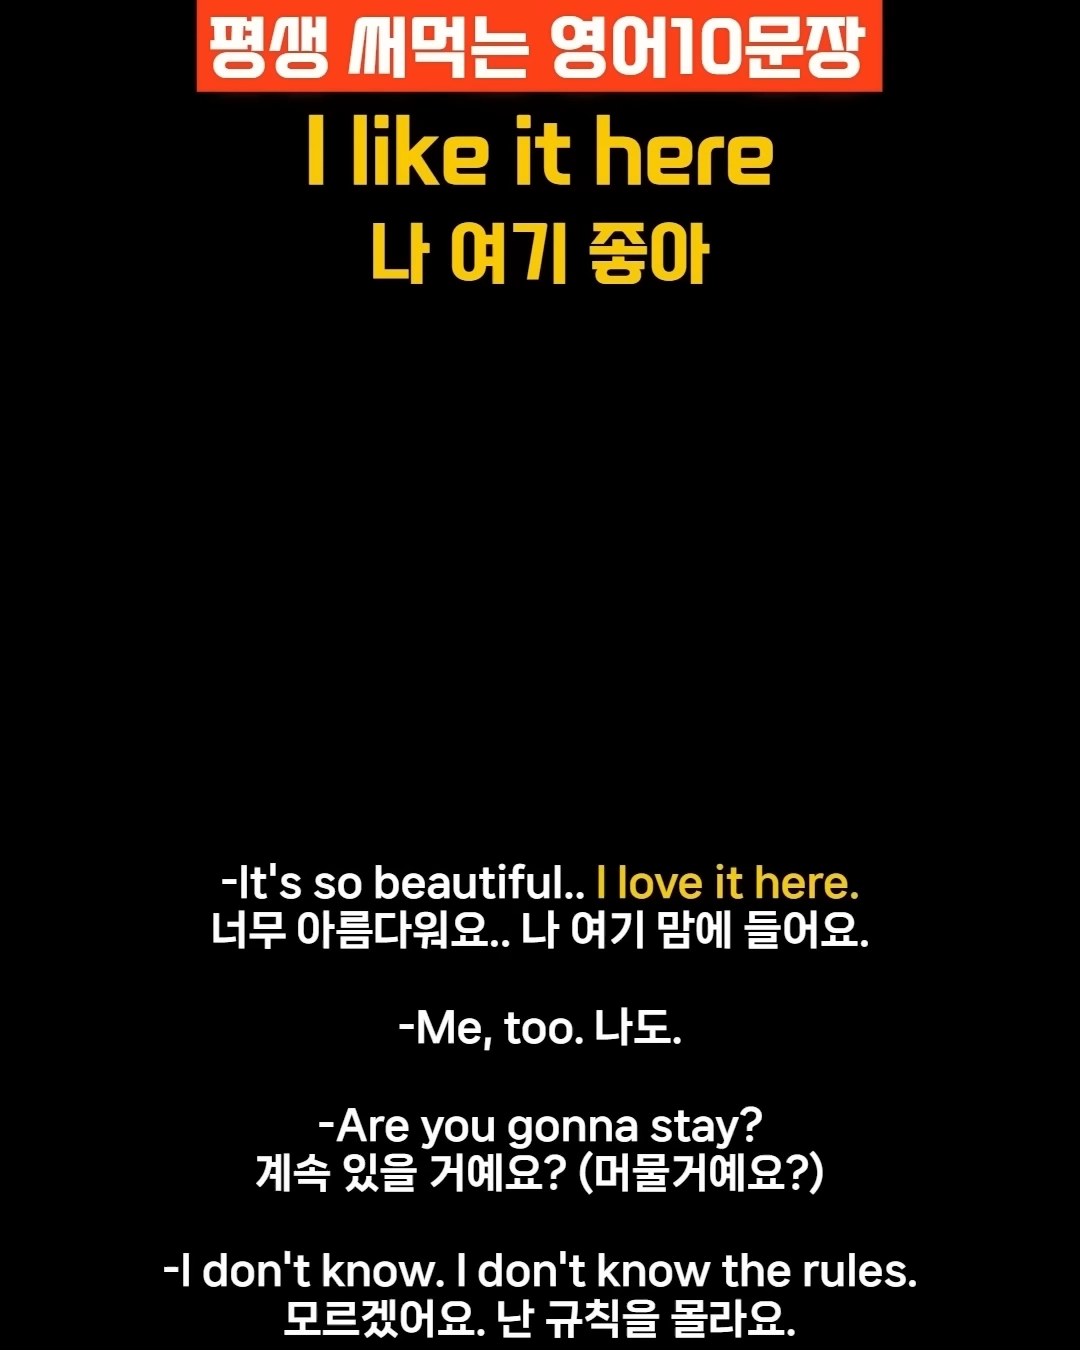 평생 써먹는 영어10문장
I like it here
나 여기 좋아
-It's so beautiful.. I love it here.
너무 아름다워요.. 나 여기 맘에 들어요.
-Me, too. 나도.
-Are you gonna stay?
계속 있을 거예요? (머물거예요?)
-I don't know. I don't know the rules.
모르겠어요. 난 규칙을 몰라요.